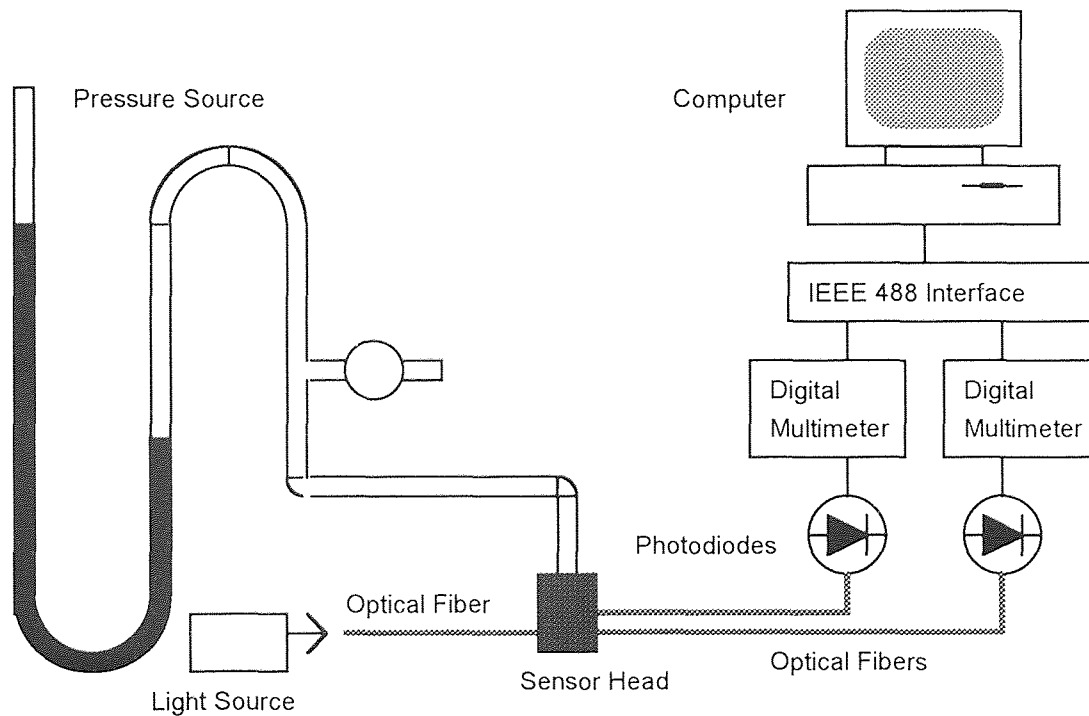 Pressure Source
Computer
IEEE 488 Interface
Digital
Multimeter
Digital
Multimeter
Photodiodes
Optical Fiber
Optical Fibers
Sensor Head
Light Source